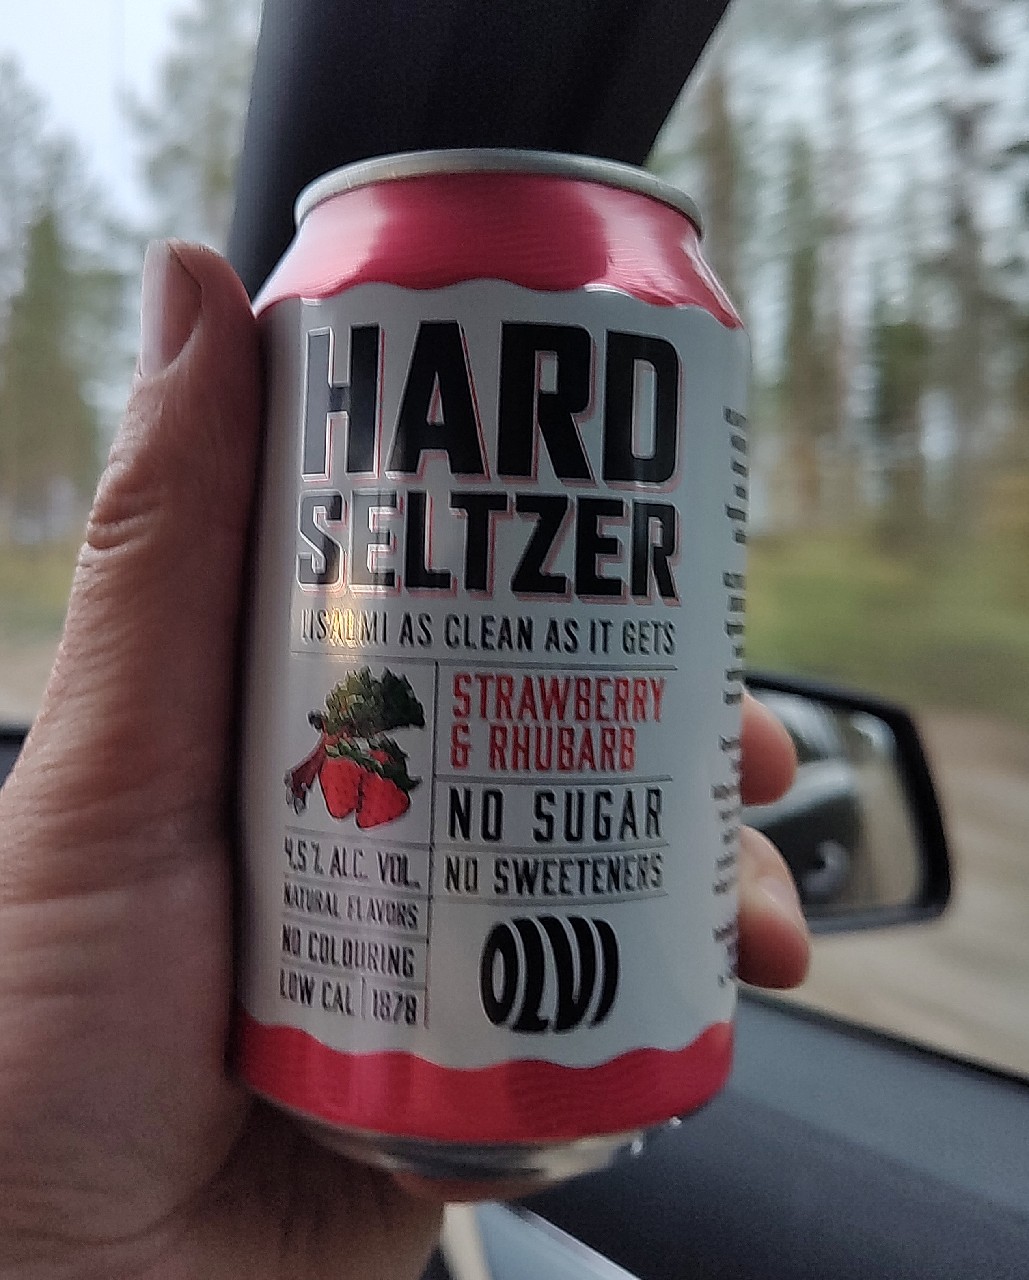 HARD
SELTZER
IISALMI AS CLEAN AS IT GETS
STRAWBERRY
& RHUBARB
NO SUGAR
NO SWEETENERS
4,5% ALC. VOL.
NATURAL FLAVORS
NO COLOURING
LOW CAL | 1878
OLVI